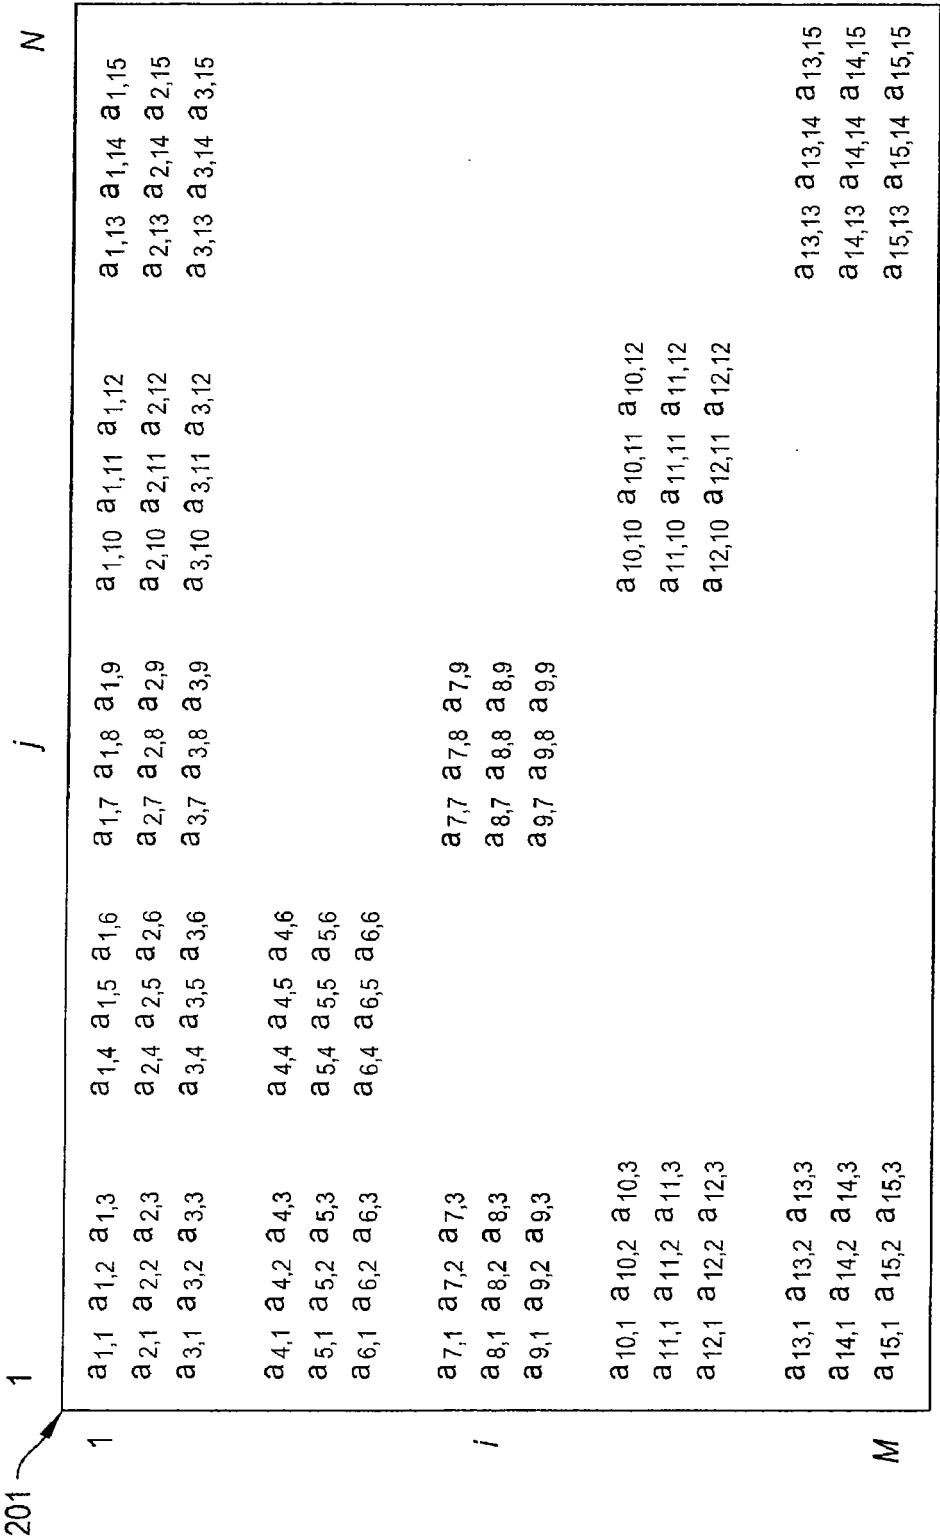 201
1 j N
1
i
M
a1,1 a1,2 a1,3 a1,4 a1,5 a1,6 a1,7 a1,8 a1,9 a1,10 a1,11 a1,12 a1,13 a1,14 a1,15
a2,1 a2,2 a2,3 a2,4 a2,5 a2,6 a2,7 a2,8 a2,9 a2,10 a2,11 a2,12 a2,13 a2,14 a2,15
a3,1 a3,2 a3,3 a3,4 a3,5 a3,6 a3,7 a3,8 a3,9 a3,10 a3,11 a3,12 a3,13 a3,14 a3,15
a4,1 a4,2 a4,3 a4,4 a4,5 a4,6
a5,1 a5,2 a5,3 a5,4 a5,5 a5,6
a6,1 a6,2 a6,3 a6,4 a6,5 a6,6
a7,1 a7,2 a7,3 a7,7 a7,8 a7,9
a8,1 a8,2 a8,3 a8,7 a8,8 a8,9
a9,1 a9,2 a9,3 a9,7 a9,8 a9,9
a10,1 a10,2 a10,3 a10,10 a10,11 a10,12
a11,1 a11,2 a11,3 a11,10 a11,11 a11,12
a12,1 a12,2 a12,3 a12,10 a12,11 a12,12
a13,1 a13,2 a13,3 a13,13 a13,14 a13,15
a14,1 a14,2 a14,3 a14,13 a14,14 a14,15
a15,1 a15,2 a15,3 a15,13 a15,14 a15,15